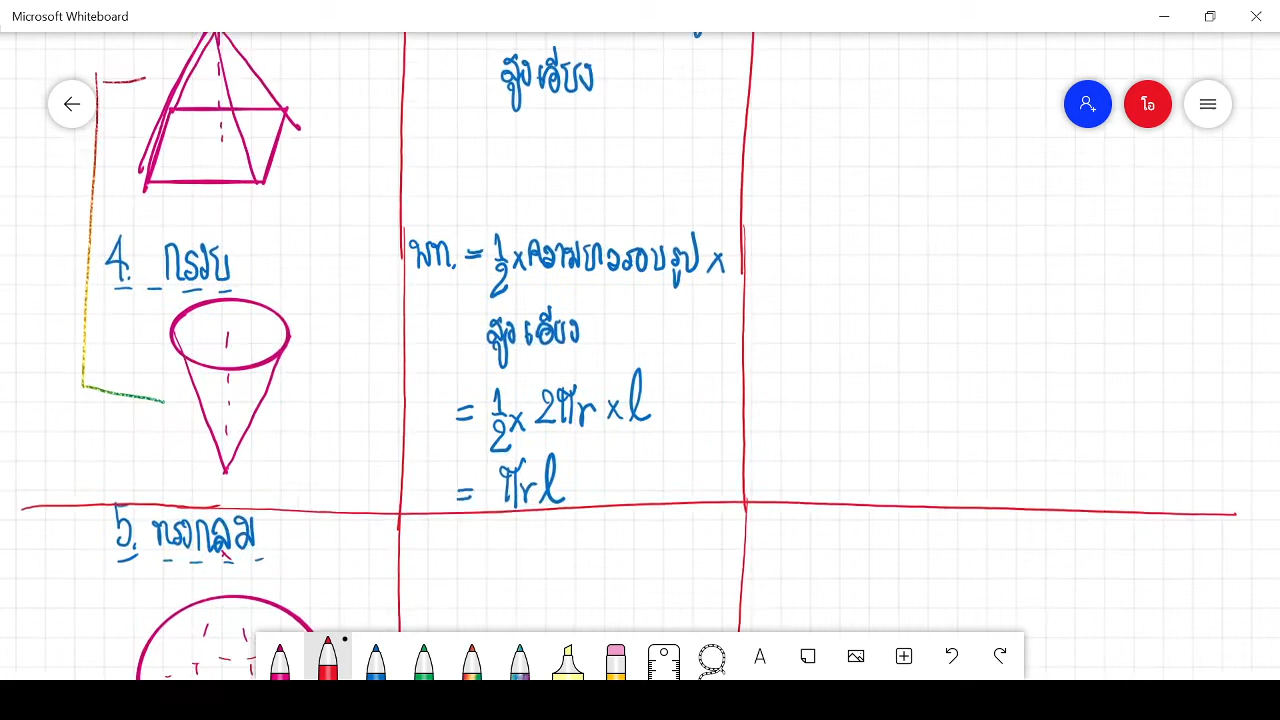 Microsoft Whiteboard
สูงเอียง
โอ
4. กรวย
พท. = 1/2 x ความยาวรอบรูป x
สูงเอียง
= 1/2 x 2πr x l
= πrl
5. ทรงกลม
A